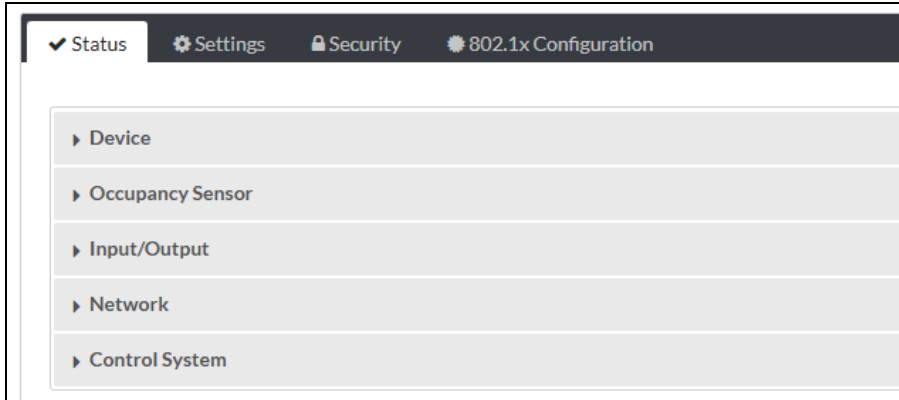 Status Settings Security 802.1x Configuration
Device
Occupancy Sensor
Input/Output
Network
Control System